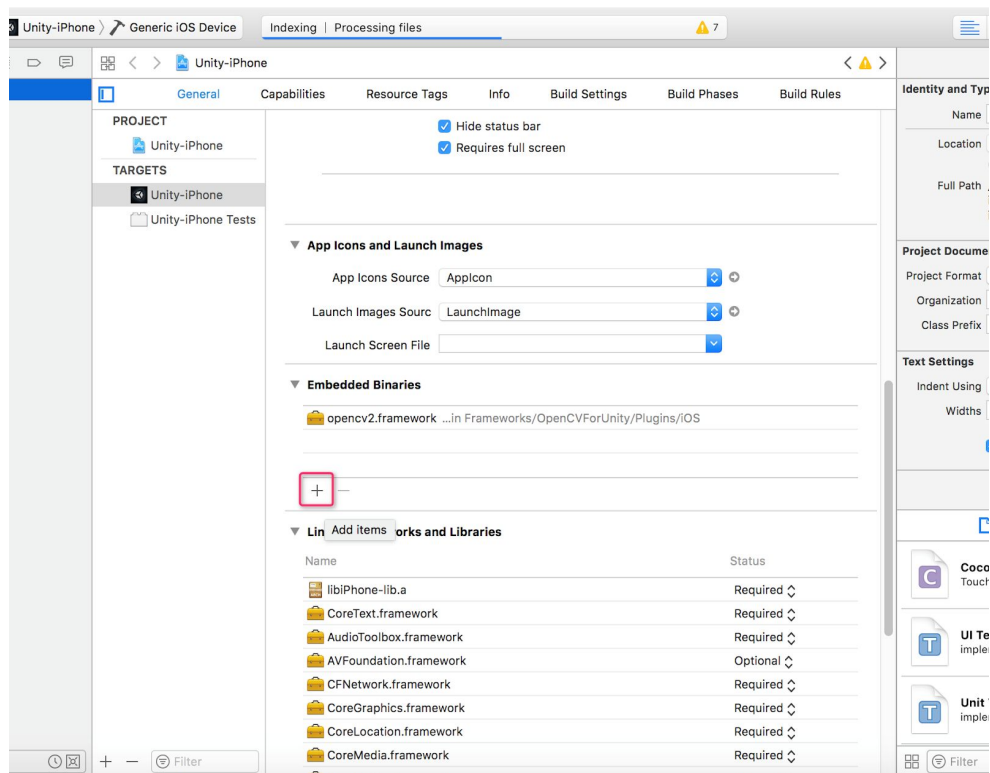 Unity-iPhone Generic iOS Device Indexing | Processing files 7
Unity-iPhone
General Capabilities Resource Tags Info Build Settings Build Phases Build Rules
PROJECT
Unity-iPhone
TARGETS
Unity-iPhone
Unity-iPhone Tests
Hide status bar
Requires full screen
App Icons and Launch Images
App Icons Source AppIcon
Launch Images Sourc LaunchImage
Launch Screen File
Embedded Binaries
opencv2.framework ...in Frameworks/OpenCVForUnity/Plugins/iOS
Add items
Lin orks and Libraries
Name Status
libiPhone-lib.a Required
CoreText.framework Required
AudioToolbox.framework Required
AVFoundation.framework Optional
CFNetwork.framework Required
CoreGraphics.framework Required
CoreLocation.framework Required
CoreMedia.framework Required
Filter
Identity and Typ
Name
Location
Full Path
Project Docume
Project Format
Organization
Class Prefix
Text Settings
Indent Using
Widths
C
Coco
Touch
T
UI Te
imple
T
Unit
imple
Filter